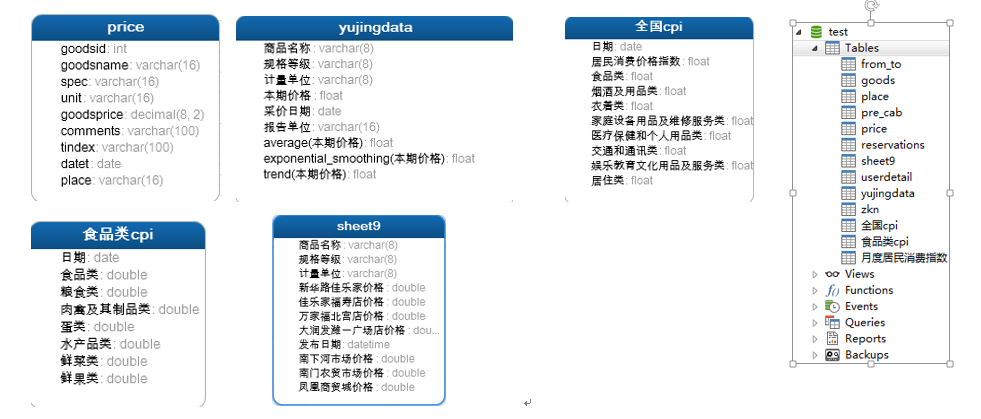 price
goodsid: int
goodsname: varchar(16)
spec: varchar(16)
unit: varchar(16)
goodsprice: decimal(8, 2)
comments: varchar(100)
tindex: varchar(100)
datet: date
place: varchar(16)
yujingdata
商品名称: varchar(8)
规格等级: varchar(8)
计量单位: varchar(8)
本期价格: float
采价日期: date
报告单位: varchar(16)
average(本期价格): float
exponential_smoothing(本期价格): float
trend(本期价格): float
全国cpi
日期: date
居民消费价格指数: float
食品类: float
烟酒及用品类: float
衣着类: float
家庭设备用品及维修服务类: float
医疗保健和个人用品类: float
交通和通讯类: float
娱乐教育文化用品及服务类: float
居住类: float
食品类cpi
日期: date
食品类: double
粮食类: double
肉禽及其制品类: double
蛋类: double
水产品类: double
鲜菜类: double
鲜果类: double
sheet9
商品名称: varchar(8)
规格等级: varchar(8)
计量单位: varchar(8)
新华路佳乐家价格: double
佳乐家福寿店价格: double
万家福北宫店价格: double
大润发潍一广场店价格: dou...
发布日期: datetime
南下河市场价格: double
南门农贸市场价格: double
凤凰商贸城价格: double
test
Tables
from_to
goods
place
pre_cab
price
reservations
sheet9
userdetail
yujingdata
zkn
全国cpi
食品类cpi
月度居民消费指数
Views
Functions
Events
Queries
Reports
Backups